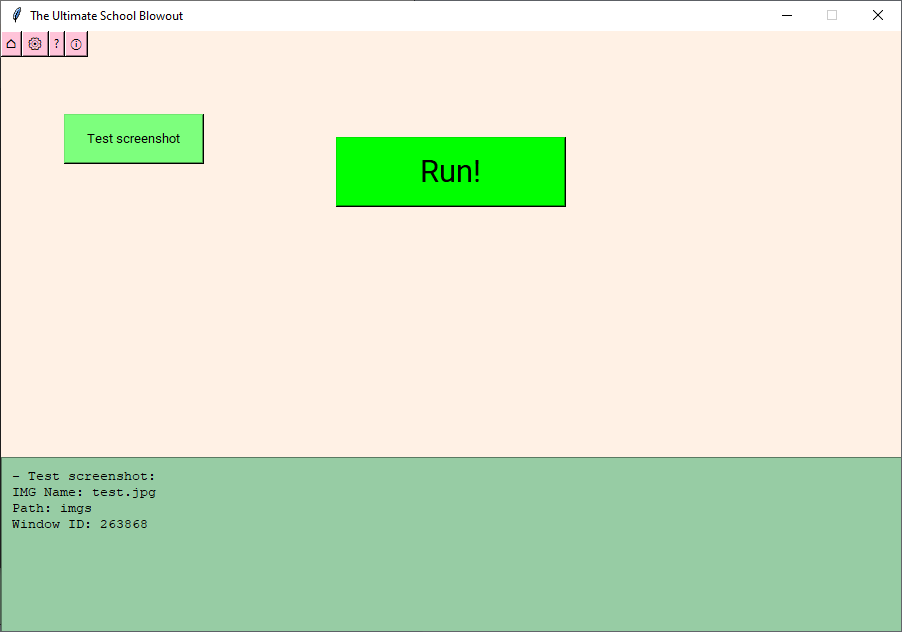 The Ultimate School Blowout
?
Test screenshot
Run!
- Test screenshot:
IMG Name: test.jpg
Path: imgs
Window ID: 263868